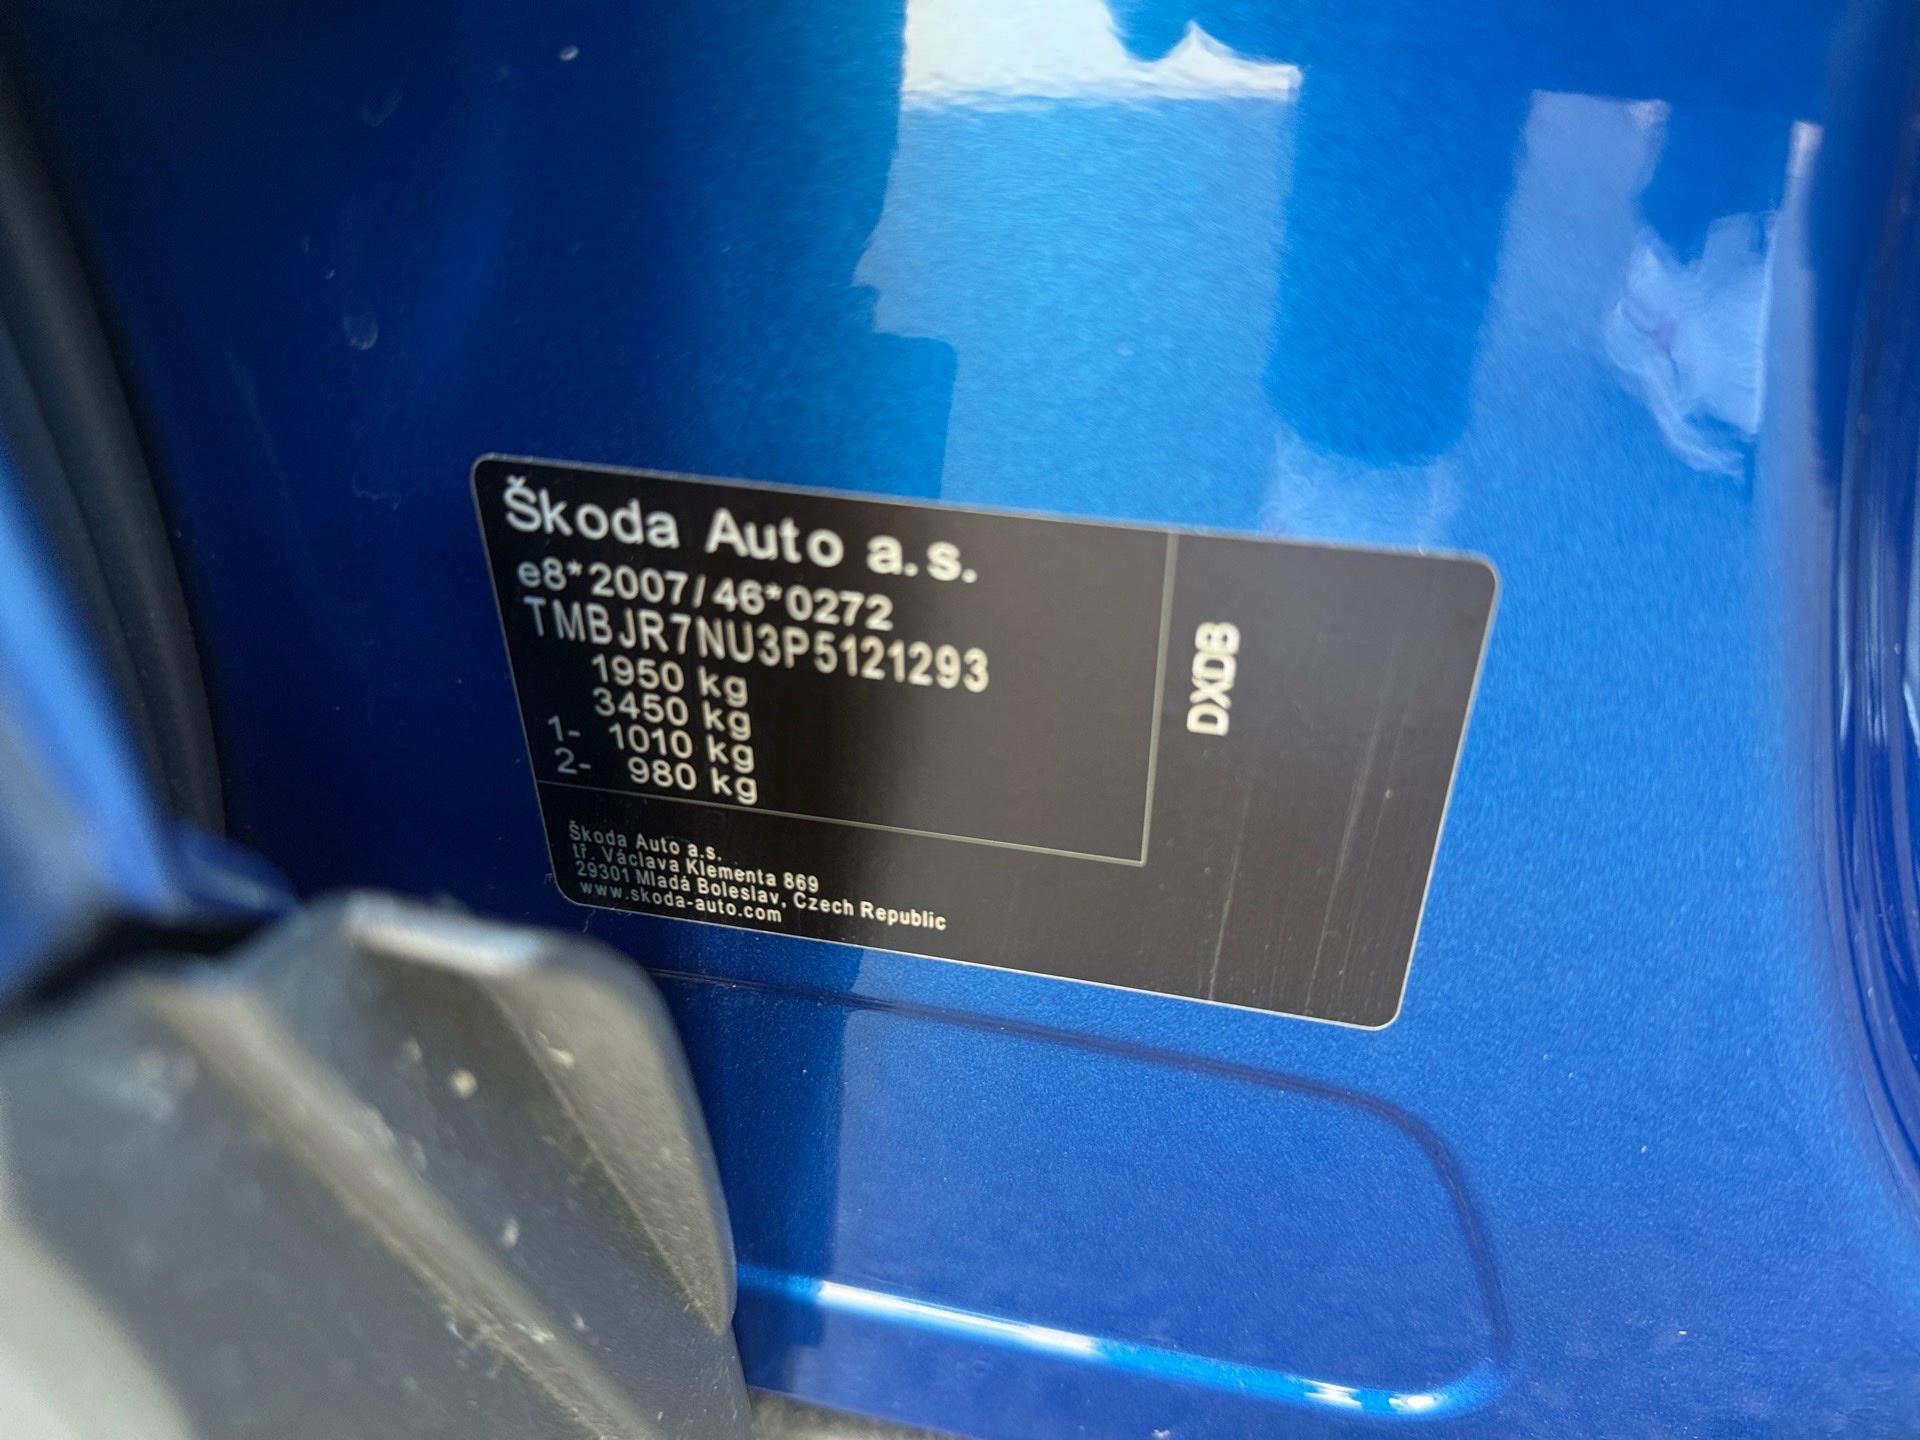 Škoda Auto a.s.
e8*2007/46*0272
TMBJR7NU3P5121293
1950 kg
3450 kg
1- 1010 kg
2- 980 kg
DXDB
Škoda Auto a.s.
tř. Václava Klementa 869
29301 Mladá Boleslav, Czech Republic
www.skoda-auto.com